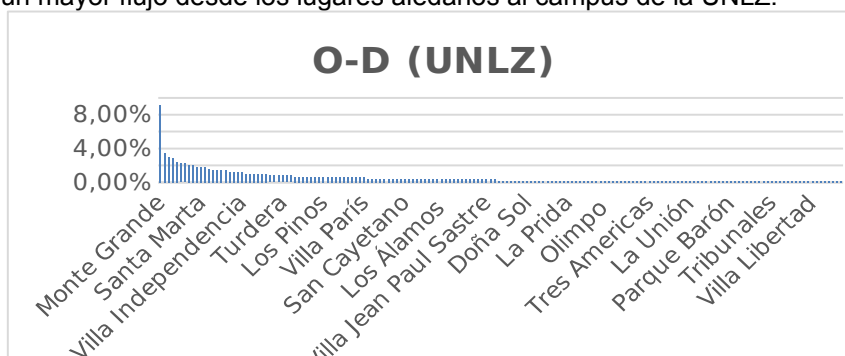 un mayor flujo desde los lugares aledaños al campus de la UNLZ.
O-D (UNLZ)
8,00%
4,00%
0,00%
Monte Grande
Santa Marta
Villa Independencia
Turdera
Los Pinos
Villa París
San Cayetano
Los Álamos
Villa Jean Paul Sastre
Doña Sol
La Prida
Olimpo
Tres Americas
La Unión
Parque Barón
Tribunales
Villa Libertad